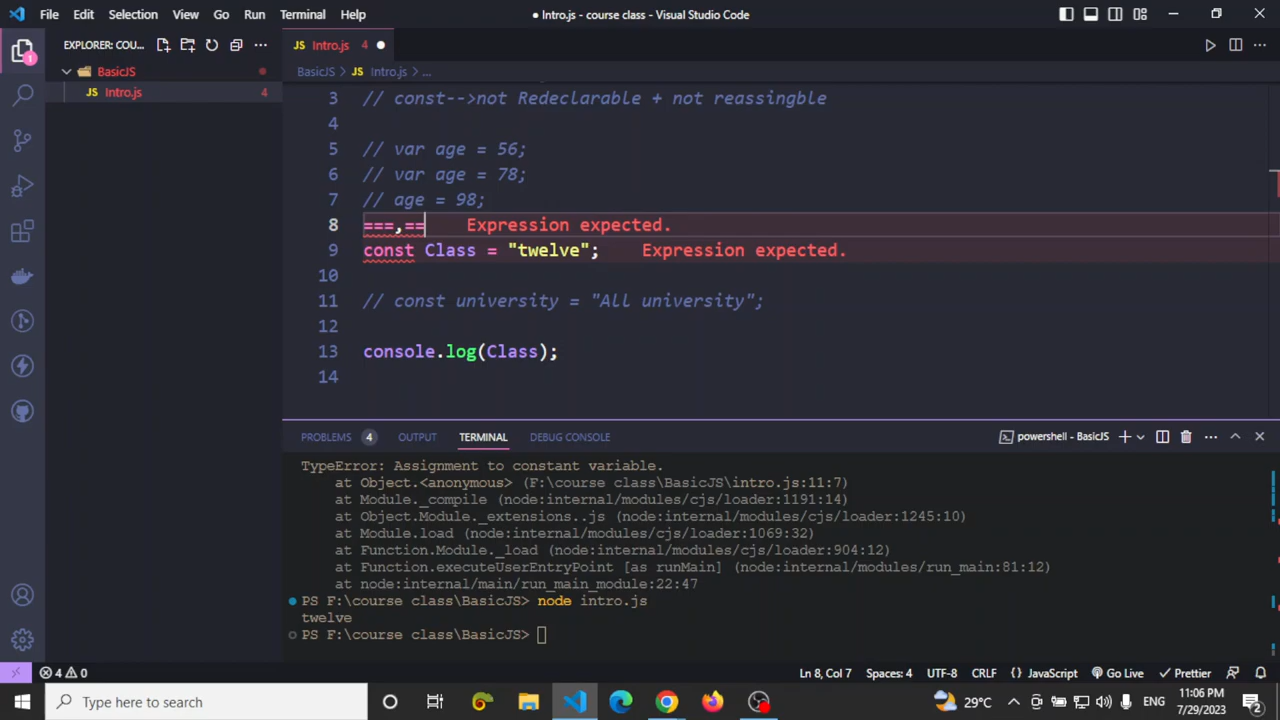 File Edit Selection View Go Run Terminal Help
● Intro.js - course class - Visual Studio Code
EXPLORER: COU...
JS Intro.js 4 ●
BasicJS
BasicJS > JS Intro.js > ...
JS Intro.js 4
1
3 // const-->not Redeclarable + not reassingble
4
5 // var age = 56;
6 // var age = 78;
7 // age = 98;
8 ===,== Expression expected.
9 const Class = "twelve"; Expression expected.
10
11 // const university = "All university";
12
13 console.log(Class);
14
PROBLEMS 4 OUTPUT TERMINAL DEBUG CONSOLE
powershell - BasicJS
TypeError: Assignment to constant variable.
at Object.<anonymous> (F:\course class\BasicJS\intro.js:11:7)
at Module._compile (node:internal/modules/cjs/loader:1191:14)
at Object.Module._extensions..js (node:internal/modules/cjs/loader:1245:10)
at Module.load (node:internal/modules/cjs/loader:1069:32)
at Function.Module._load (node:internal/modules/cjs/loader:904:12)
at Function.executeUserEntryPoint [as runMain] (node:internal/modules/run_main:81:12)
at node:internal/main/run_main_module:22:47
PS F:\course class\BasicJS> node intro.js
twelve
PS F:\course class\BasicJS>
4 0
Ln 8, Col 7 Spaces: 4 UTF-8 CRLF {} JavaScript Go Live Prettier
Type here to search
29°C
ENG
11:06 PM
7/29/2023
2